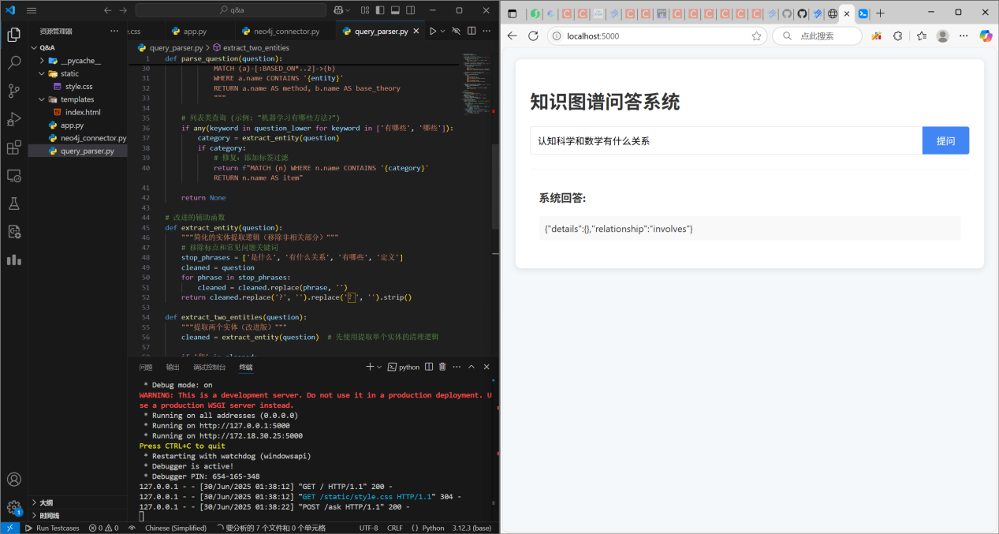 q&a
资源管理器
Q&A
__pycache__
static
style.css
templates
index.html
app.py
neo4j_connector.py
query_parser.py
大纲
时间线
.css
app.py
neo4j_connector.py
query_parser.py
query_parser.py > extract_two_entities
1 def parse_question(question):
30 MATCH (a)-[:BASED_ON*..2]->(b)
31 WHERE a.name CONTAINS '{entity}'
32 RETURN a.name AS method, b.name AS base_theory
33 """
34
35 # 列表类查询 (示例: "机器学习有哪些方法?")
36 if any(keyword in question_lower for keyword in ['有哪些', '哪些']):
37 category = extract_entity(question)
38 if category:
39 # 修复: 添加标签过滤
40 return f"MATCH (n) WHERE n.name CONTAINS '{category}'
RETURN n.name AS item"
41
42 return None
43
44 # 改进的辅助函数
45 def extract_entity(question):
46 """简化的实体提取逻辑（移除非相关部分）"""
47 # 移除标点和常见问题关键词
48 stop_phrases = ['是什么', '有什么关系', '有哪些', '定义']
49 cleaned = question
50 for phrase in stop_phrases:
51 cleaned = cleaned.replace(phrase, '')
52 return cleaned.replace('?', '').replace('？', '').strip()
53
54 def extract_two_entities(question):
55 """提取两个实体（改进版）"""
56 cleaned = extract_entity(question) # 先使用提取单个实体的清理逻辑
57
问题 输出 调试控制台 终端
python
* Debug mode: on
WARNING: This is a development server. Do not use it in a production deployment. U
se a production WSGI server instead.
* Running on all addresses (0.0.0.0)
* Running on http://127.0.0.1:5000
* Running on http://172.18.30.25:5000
Press CTRL+C to quit
* Restarting with watchdog (windowsapi)
* Debugger is active!
* Debugger PIN: 654-165-348
127.0.0.1 - - [30/Jun/2025 01:38:12] "GET / HTTP/1.1" 200 -
127.0.0.1 - - [30/Jun/2025 01:38:12] "GET /static/style.css HTTP/1.1" 304 -
127.0.0.1 - - [30/Jun/2025 01:38:22] "POST /ask HTTP/1.1" 200 -
Run Testcases 0 0 Chinese (Simplified) 要分析的 7 个文件和 0 个单元格 UTF-8 CRLF {} Python 3.12.3 (base)
localhost:5000
点此搜索
知识图谱问答系统
认知科学和数学有什么关系
提问
系统回答:
{"details":{},"relationship":"involves"}